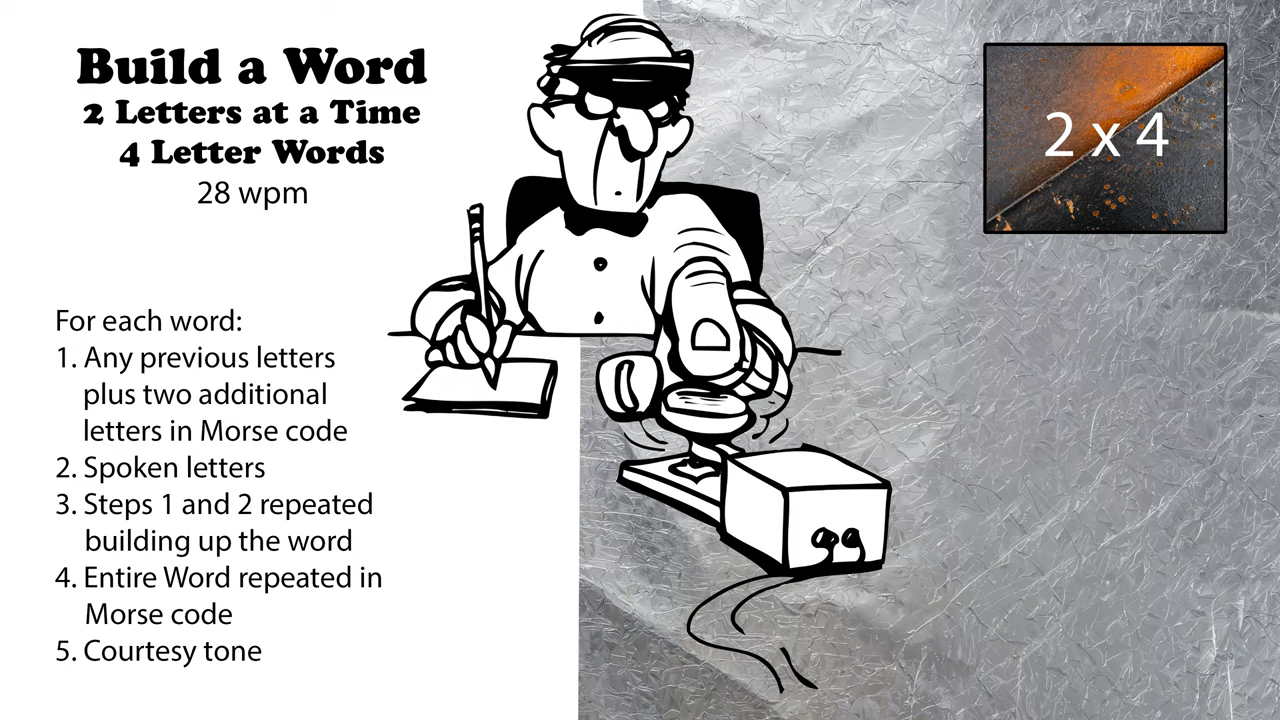 Build a Word
2 Letters at a Time
4 Letter Words
28 wpm
2 x 4
For each word:
1. Any previous letters
plus two additional
letters in Morse code
2. Spoken letters
3. Steps 1 and 2 repeated
building up the word
4. Entire Word repeated in
Morse code
5. Courtesy tone